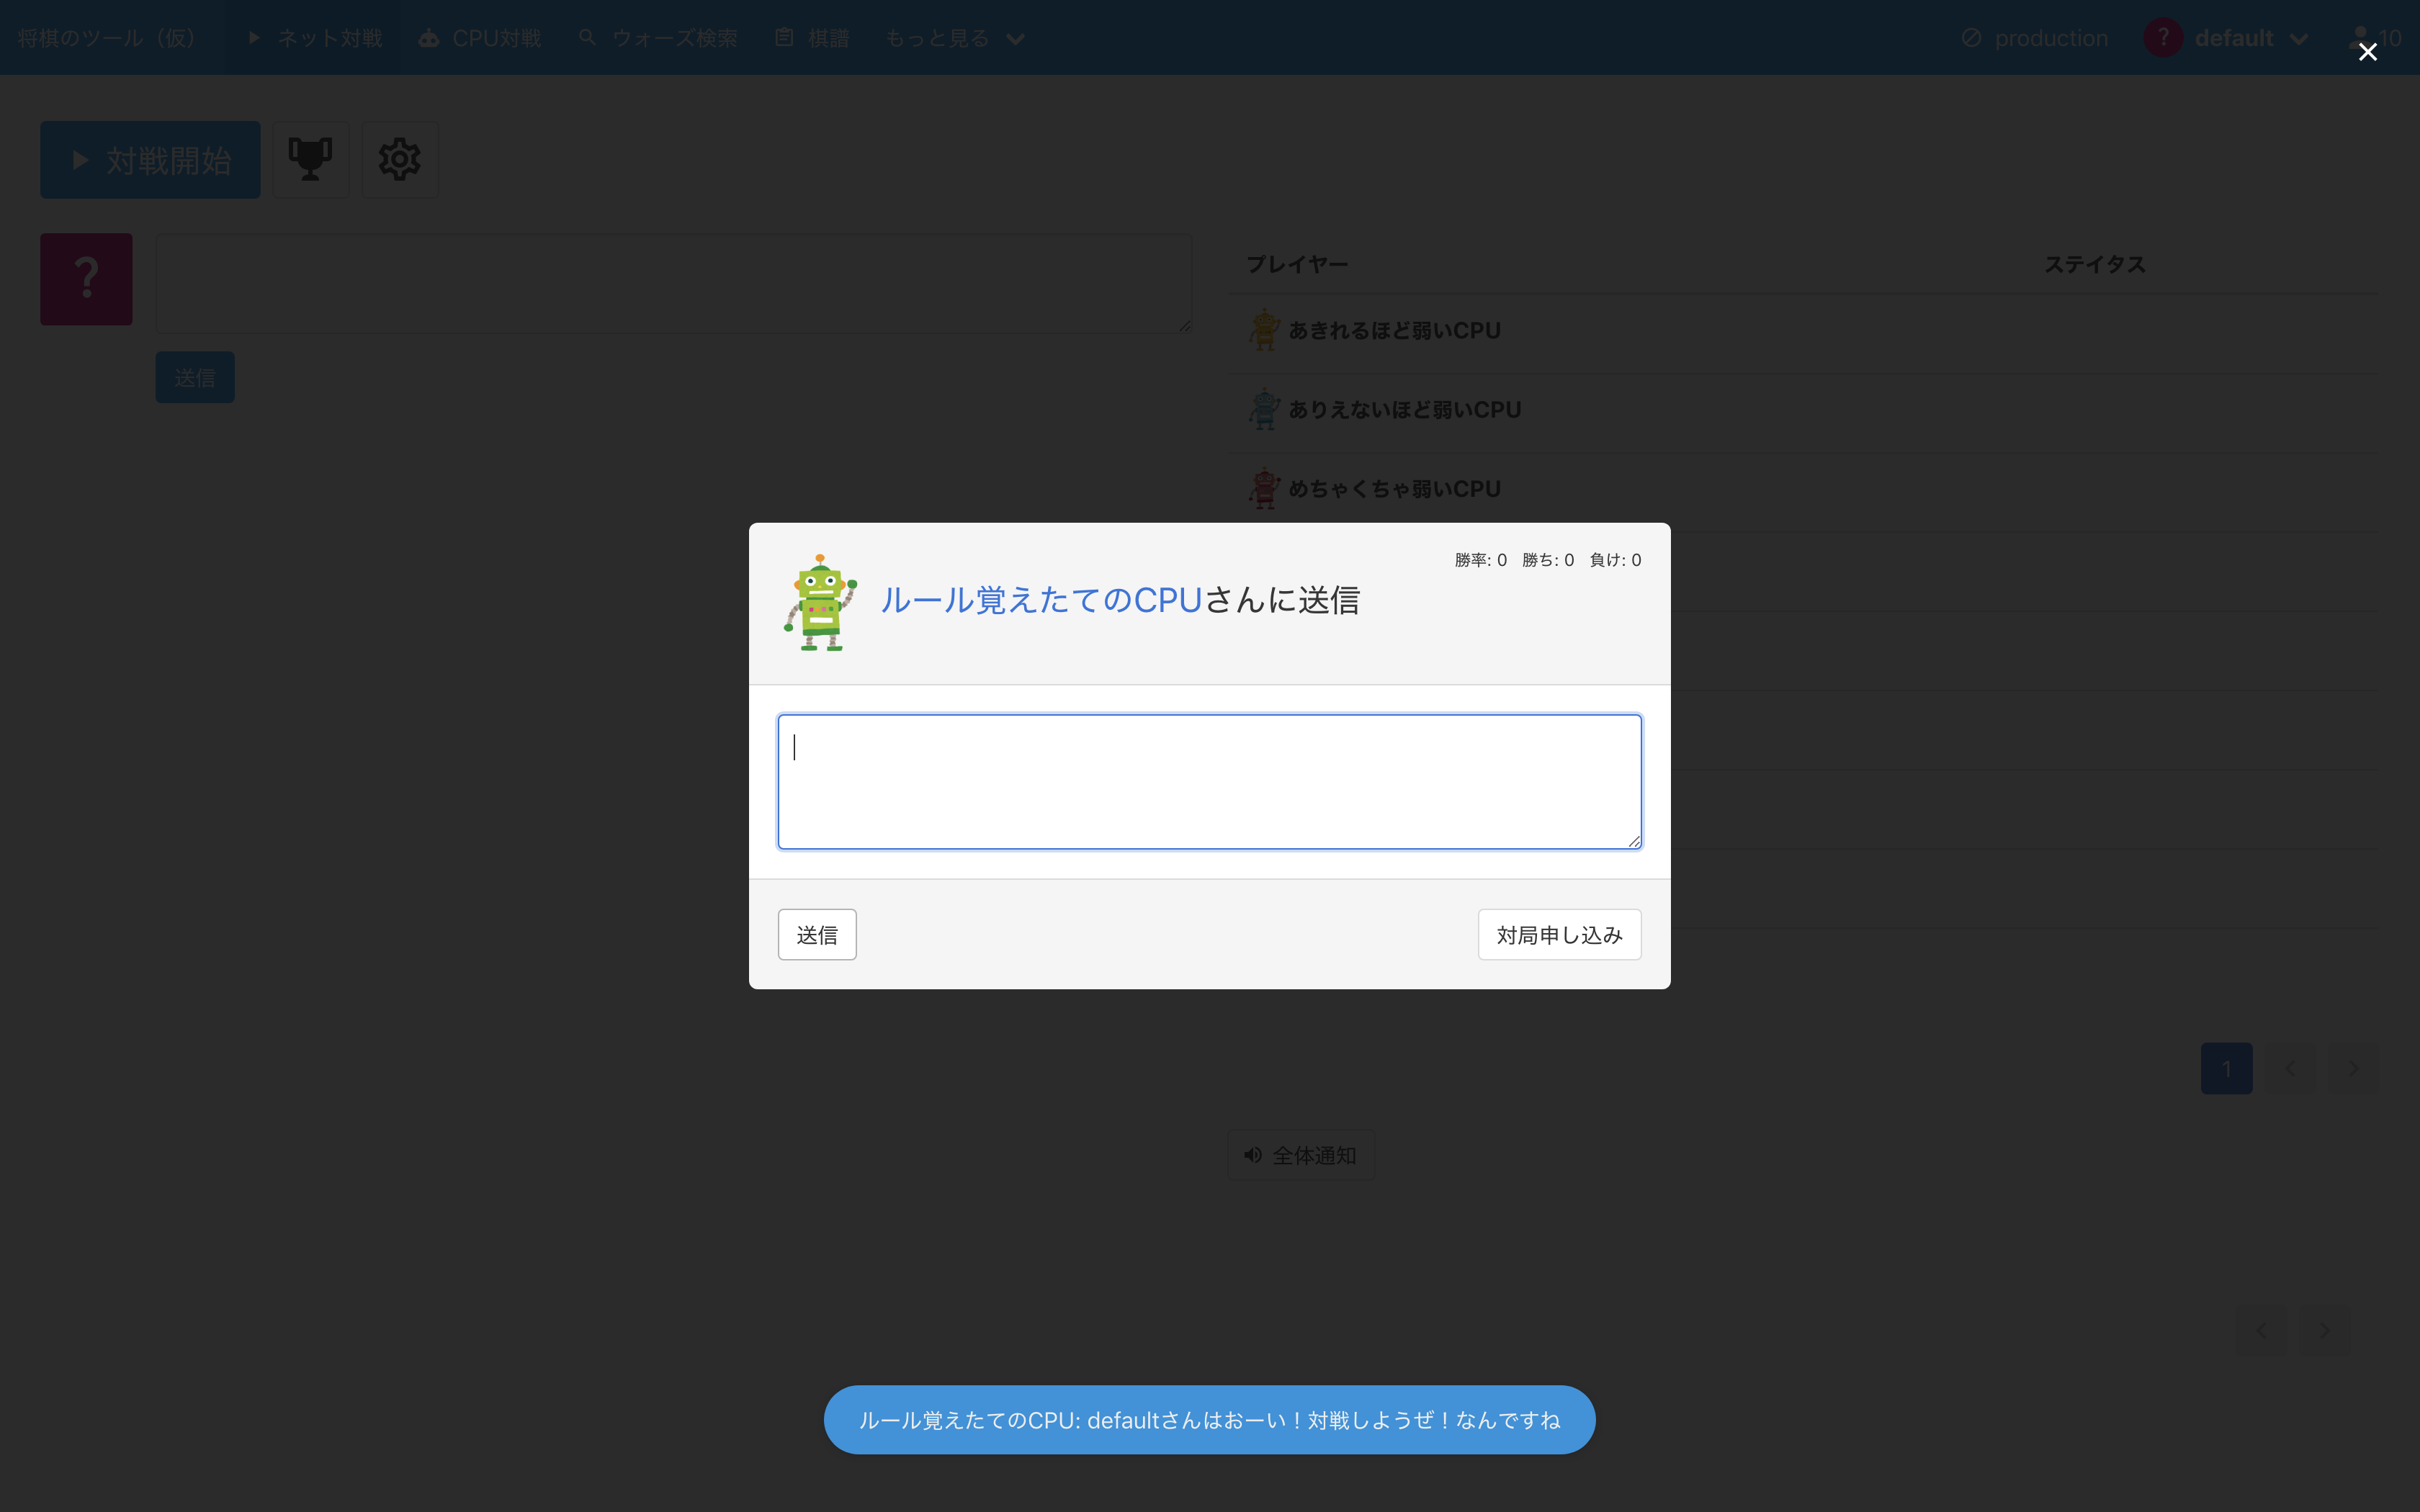 将棋のツール（仮） ネット対戦 CPU対戦 ウォーズ検索 棋譜 もっと見る production ? default 10
対戦開始
?
送信
プレイヤー ステイタス
あきれるほど弱いCPU
ありえないほど弱いCPU
めちゃくちゃ弱いCPU
勝率: 0 勝ち: 0 負け: 0
ルール覚えたてのCPUさんに送信
送信 対局申し込み
1
全体通知
ルール覚えたてのCPU: defaultさんはおーい！対戦しようぜ！なんですね